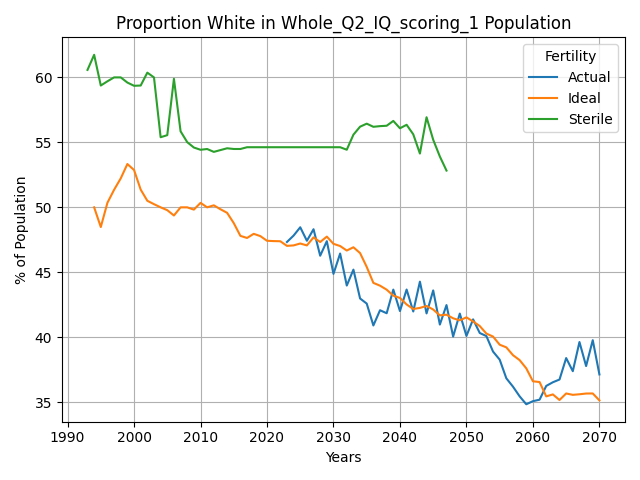 Proportion White in Whole_Q2_IQ_scoring_1 Population
Fertility
Actual
Ideal
Sterile
% of Population
60
55
50
45
40
35
1990 2000 2010 2020 2030 2040 2050 2060 2070
Years